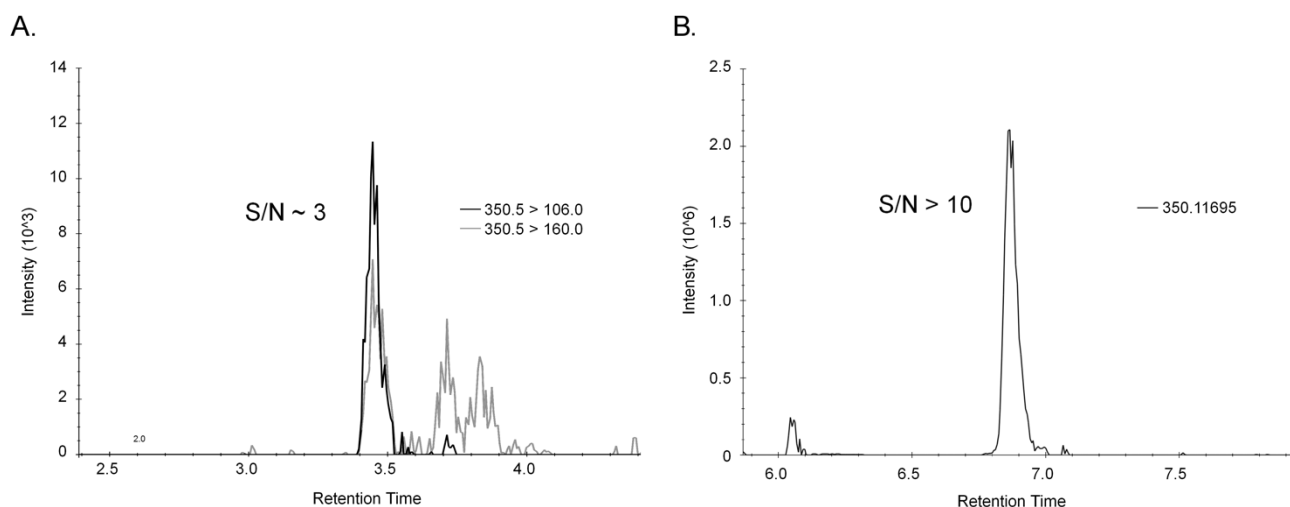 A.
14
12
10
8
6
4
2
0
Intensity (10^3)
S/N ~ 3
350.5 > 106.0
350.5 > 160.0
2.0
2.5
3.0
3.5
4.0
Retention Time
B.
2.5
2.0
1.5
1.0
0.5
0
Intensity (10^6)
S/N > 10
350.11695
6.0
6.5
7.0
7.5
Retention Time